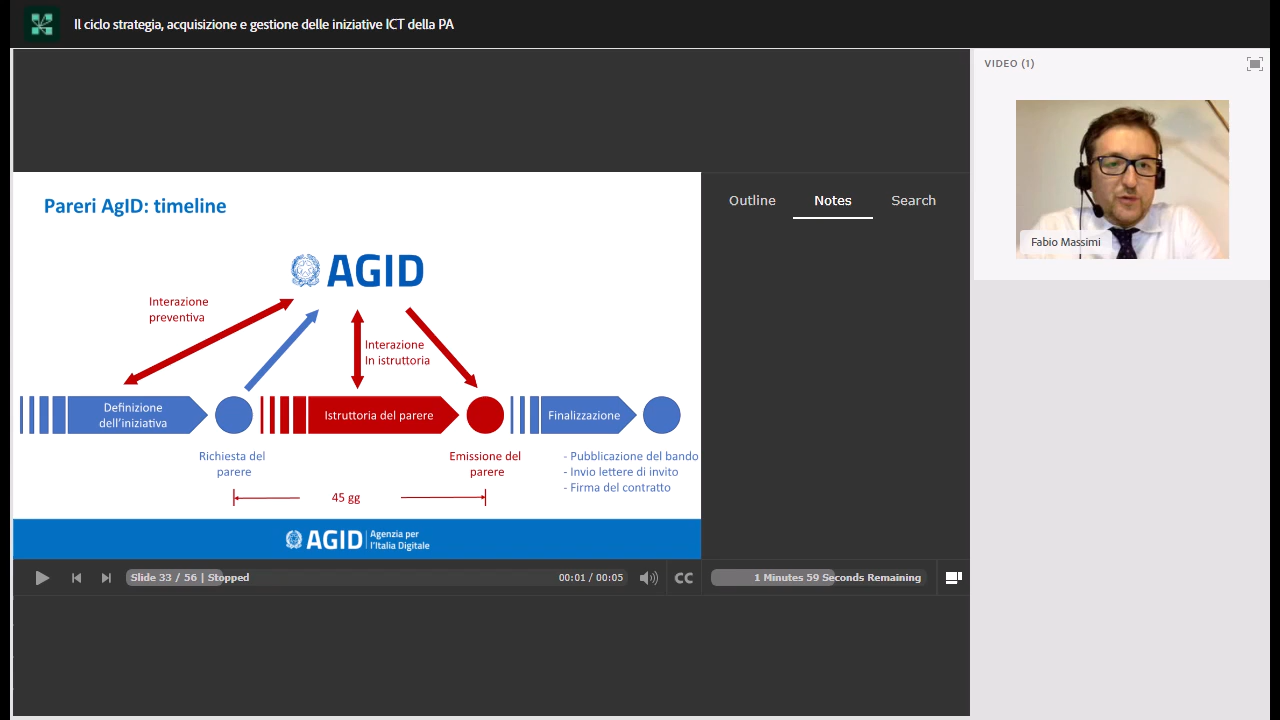 Il ciclo strategia, acquisizione e gestione delle iniziative ICT della PA
VIDEO (1)
Fabio Massimi
Outline
Notes
Search
Pareri AgID: timeline
AGID
Interazione
preventiva
Interazione
In istruttoria
Definizione
dell'iniziativa
Istruttoria del parere
Finalizzazione
Richiesta del
parere
Emissione del
parere
- Pubblicazione del bando
- Invio lettere di invito
- Firma del contratto
45 gg
AGID
Agenzia per
l'Italia Digitale
Slide 33 / 56 | Stopped
00:01 / 00:05
CC
1 Minutes 59 Seconds Remaining